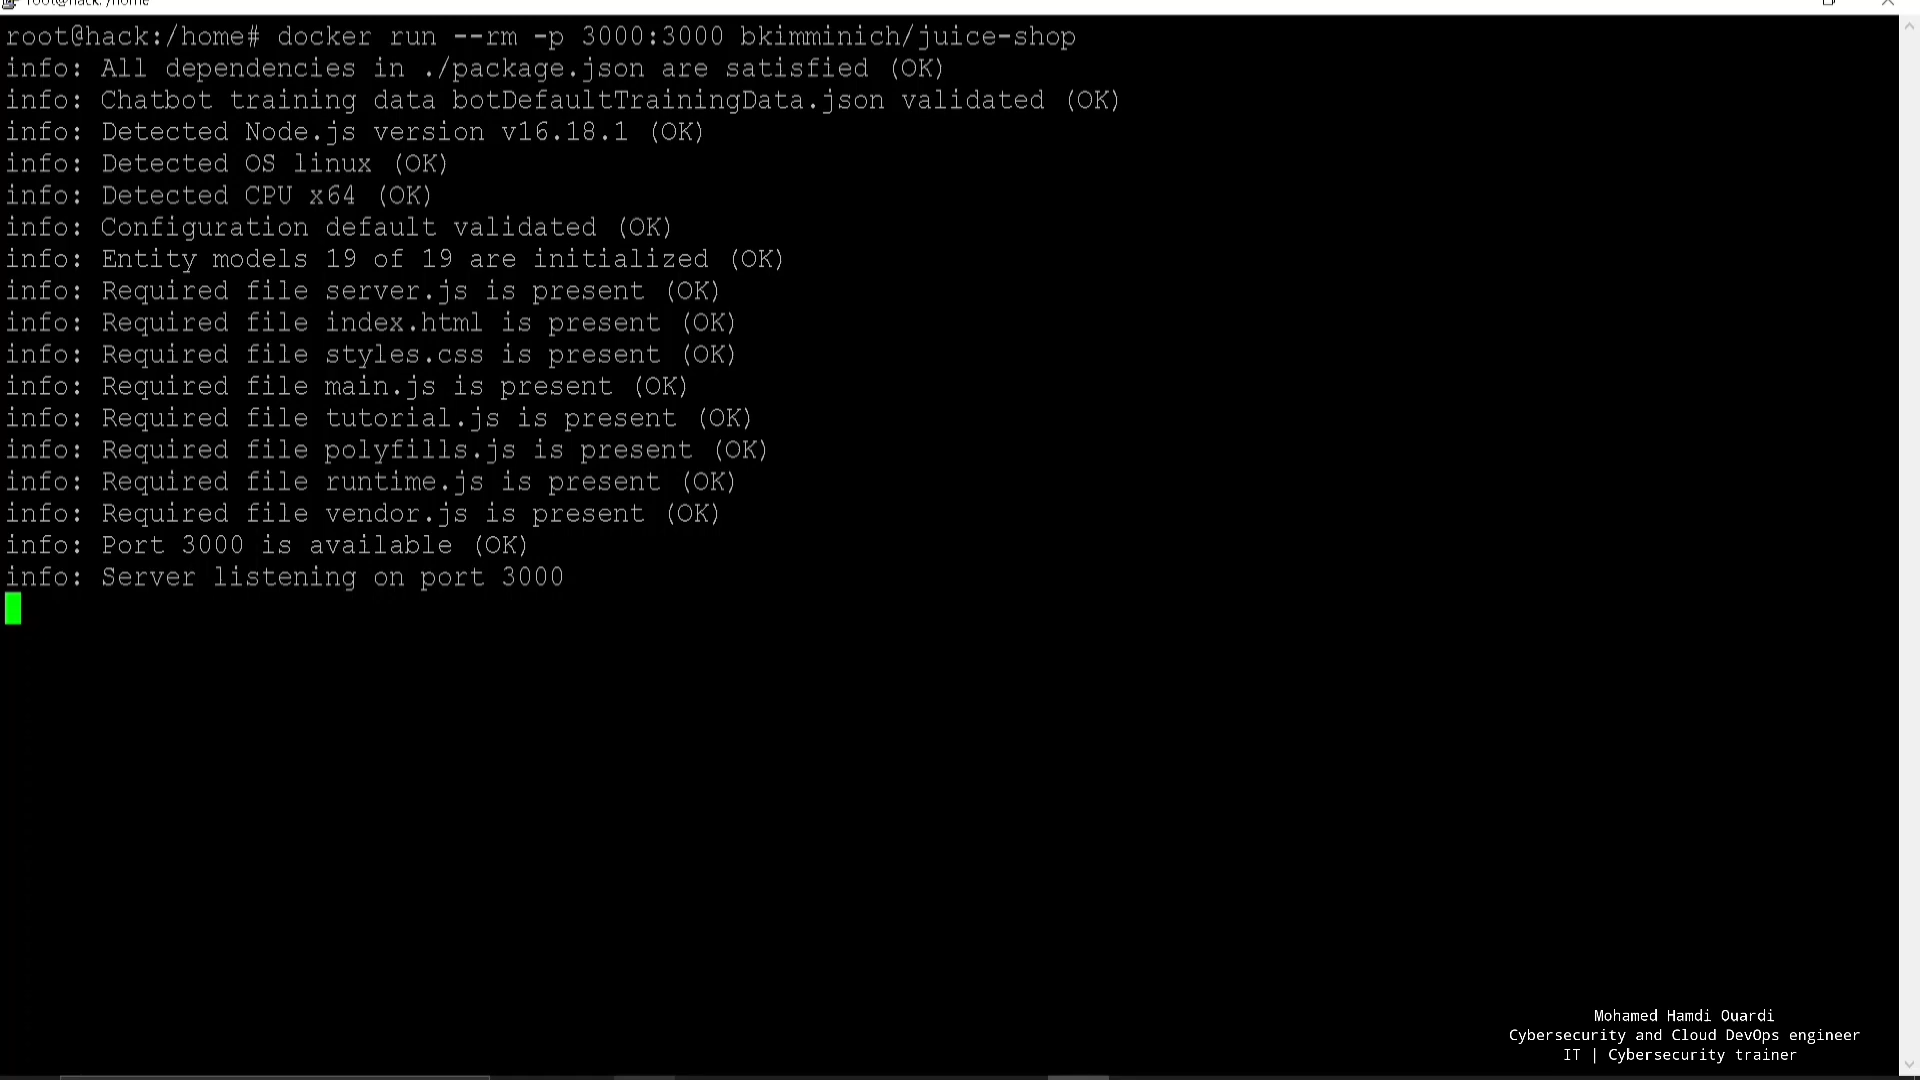 root@hack: /home
root@hack:/home# docker run --rm -p 3000:3000 bkimminich/juice-shop
info: All dependencies in ./package.json are satisfied (OK)
info: Chatbot training data botDefaultTrainingData.json validated (OK)
info: Detected Node.js version v16.18.1 (OK)
info: Detected OS linux (OK)
info: Detected CPU x64 (OK)
info: Configuration default validated (OK)
info: Entity models 19 of 19 are initialized (OK)
info: Required file server.js is present (OK)
info: Required file index.html is present (OK)
info: Required file styles.css is present (OK)
info: Required file main.js is present (OK)
info: Required file tutorial.js is present (OK)
info: Required file polyfills.js is present (OK)
info: Required file runtime.js is present (OK)
info: Required file vendor.js is present (OK)
info: Port 3000 is available (OK)
info: Server listening on port 3000
Mohamed Hamdi Ouardi
Cybersecurity and Cloud DevOps engineer
IT | Cybersecurity trainer